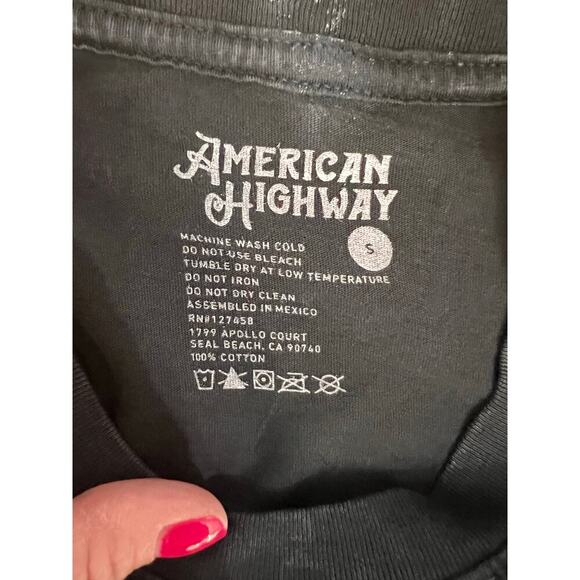 AMERICAN
HIGHWAY
S
MACHINE WASH COLD
DO NOT USE BLEACH
TUMBLE DRY AT LOW TEMPERATURE
DO NOT IRON
DO NOT DRY CLEAN
ASSEMBLED IN MEXICO
RN#127458
1799 APOLLO COURT
SEAL BEACH, CA 90740
100% COTTON